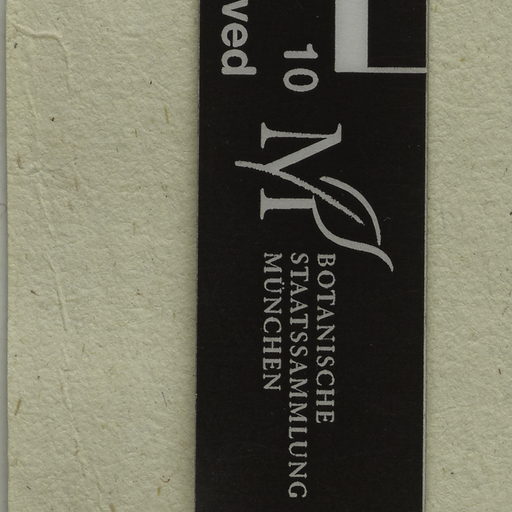 10
ved
M
BOTANISCHE
STAATSSAMMLUNG
MÜNCHEN